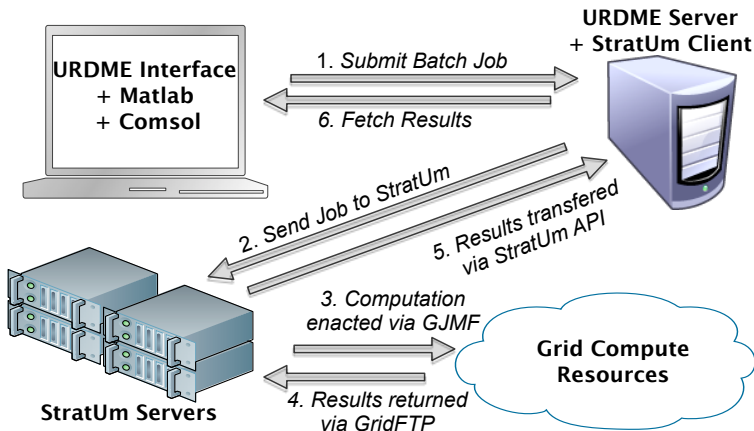 URDME Server
+ StratUm Client
URDME Interface
+ Matlab
+ Comsol
1. Submit Batch Job
6. Fetch Results
2. Send Job to StratUm
5. Results transfered
via StratUm API
3. Computation
enacted via GJMF
Grid Compute
Resources
4. Results returned
via GridFTP
StratUm Servers